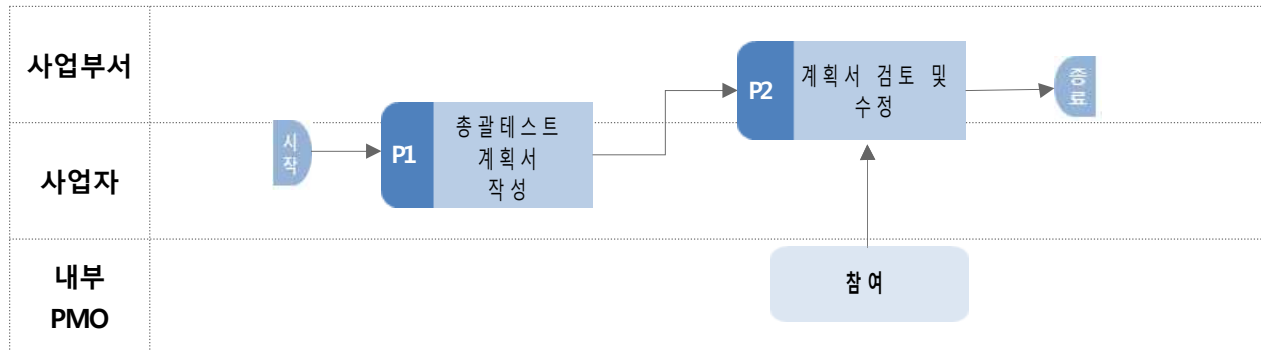 사업부서
P2
계획서 검토 및
수정
종
료
사업자
시
작
P1
총괄테스트
계획서
작성
내부
PMO
참여